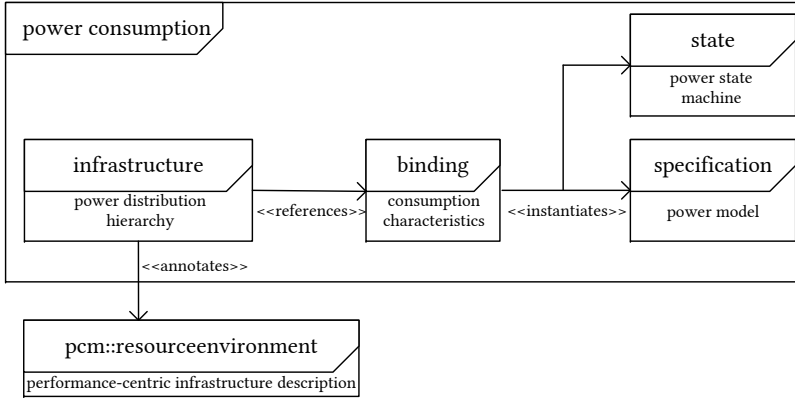 power consumption
state
power state
machine
infrastructure
power distribution
hierarchy
<<references>>
binding
consumption
characteristics
<<instantiates>>
specification
power model
<<annotates>>
pcm::resourceenvironment
performance-centric infrastructure description